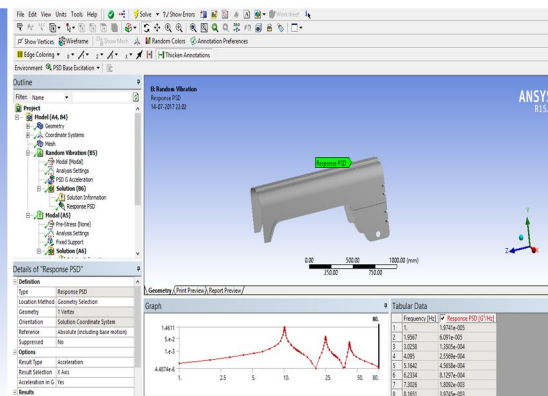 File Edit View Units Tools Help Solve ?/ Show Errors Worksheet
Show Vertices Wireframe Show Mesh Random Colors Annotation Preferences
Edge Coloring Thicken Annotations
Environment PSD Base Excitation
Outline
Filter: Name
Project
Model (A4, B4)
Geometry
Coordinate Systems
Mesh
Random Vibration (B5)
Modal (Modal)
Analysis Settings
PSD G Acceleration
Solution (B6)
Solution Information
Response PSD
Modal (A5)
Pre-Stress (None)
Analysis Settings
Fixed Support
Solution (A6)
Details of "Response PSD"
Definition
Type Response PSD
Location Method Geometry Selection
Geometry 1 Vertex
Orientation Solution Coordinate System
Reference Absolute (including base motion)
Suppressed No
Options
Result Type Acceleration
Result Selection X Axis
Acceleration in G Yes
Results
B: Random Vibration
Response PSD
14-07-2017 22:02
ANSYS
R15.
Response PSD
0.00 500.00 1000.00 (mm)
250.00 750.00
Z
Geometry Print Preview Report Preview
Graph
80.
1.4611
5.e-2
1.e-3
4.4874e-6
1. 2.5 5. 10. 25. 50. 80.
Tabular Data
Frequency [Hz] Response PSD [G²/Hz]
1 1. 1.9741e-005
2 1.9567 6.091e-005
3 3.0258 1.3505e-004
4 4.095 2.5569e-004
5 5.1642 4.5658e-004
6 6.2334 8.1297e-004
7 7.3026 1.8092e-003
8 8.1651 3.9745e-003